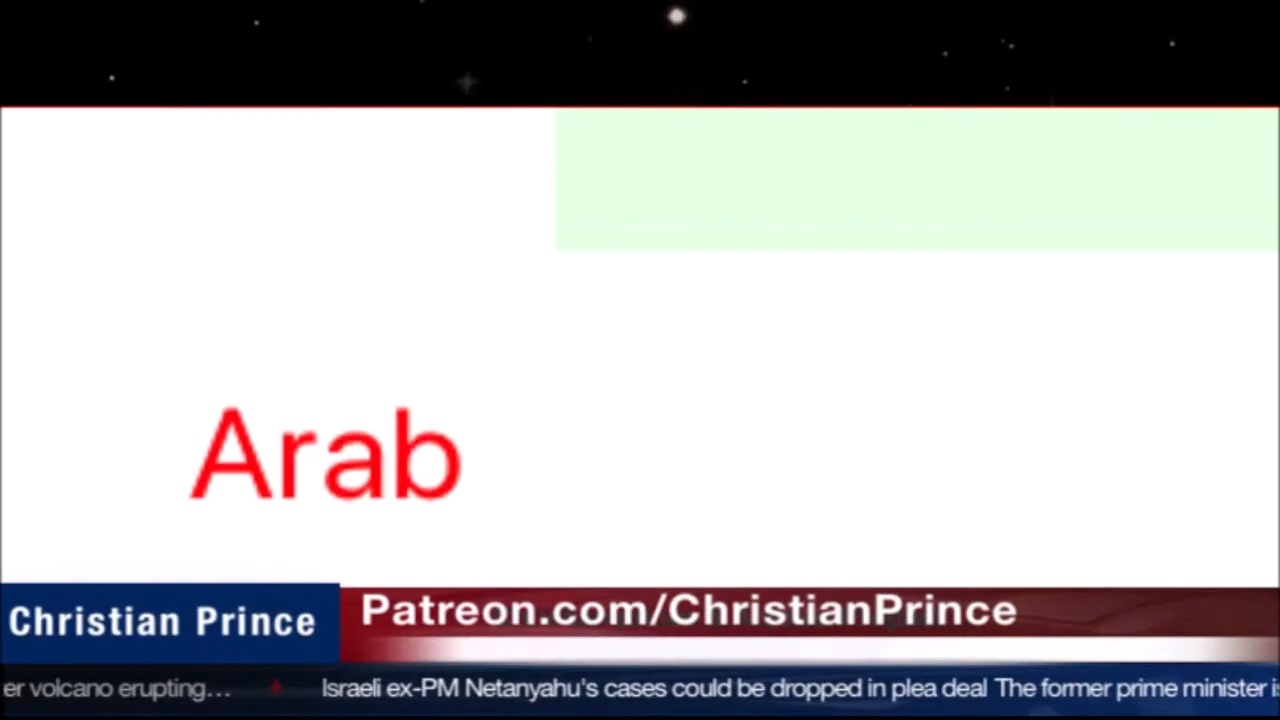 Arab
Christian Prince
Patreon.com/ChristianPrince
er volcano erupting... ♦ Israeli ex-PM Netanyahu's cases could be dropped in plea deal The former prime minister